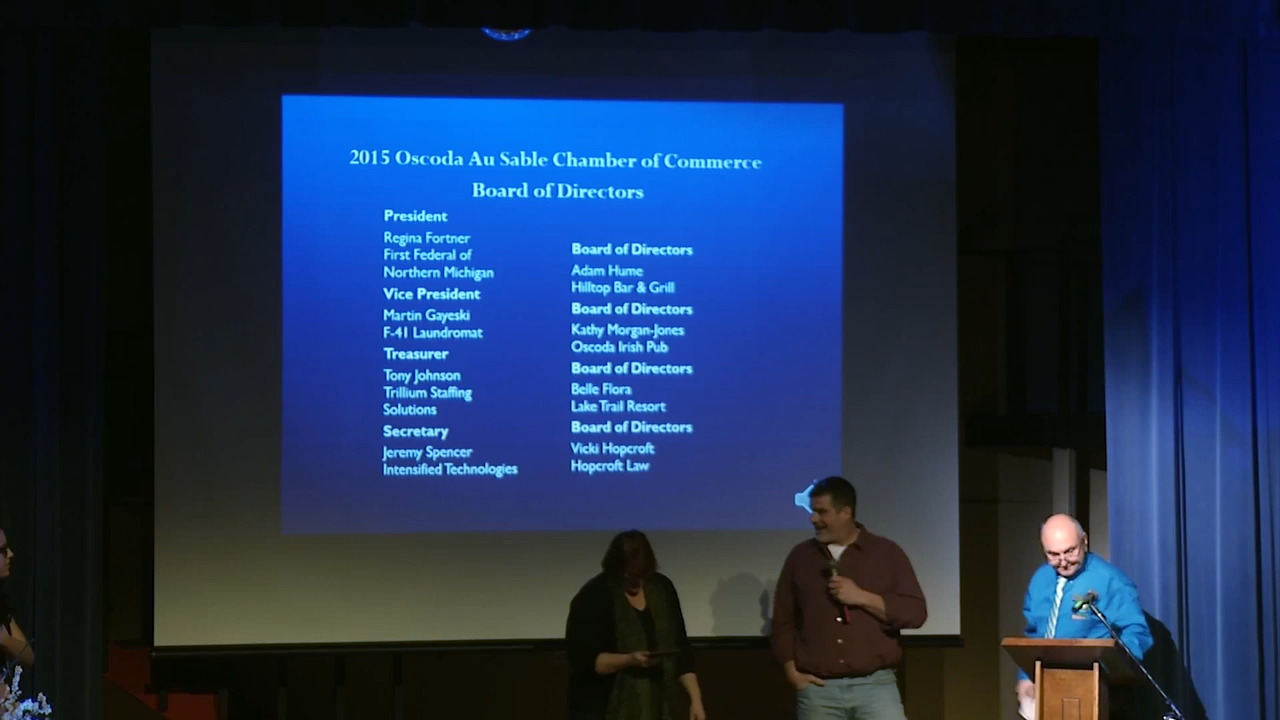 2015 Oscoda Au Sable Chamber of Commerce
Board of Directors
President
Regina Fortner
First Federal of
Northern Michigan
Vice President
Martin Gayeski
F-41 Laundromat
Treasurer
Tony Johnson
Trillium Staffing
Solutions
Secretary
Jeremy Spencer
Intensified Technologies
Board of Directors
Adam Hume
Hilltop Bar & Grill
Board of Directors
Kathy Morgan-Jones
Oscoda Irish Pub
Board of Directors
Belle Flora
Lake Trail Resort
Board of Directors
Vicki Hopcroft
Hopcroft Law